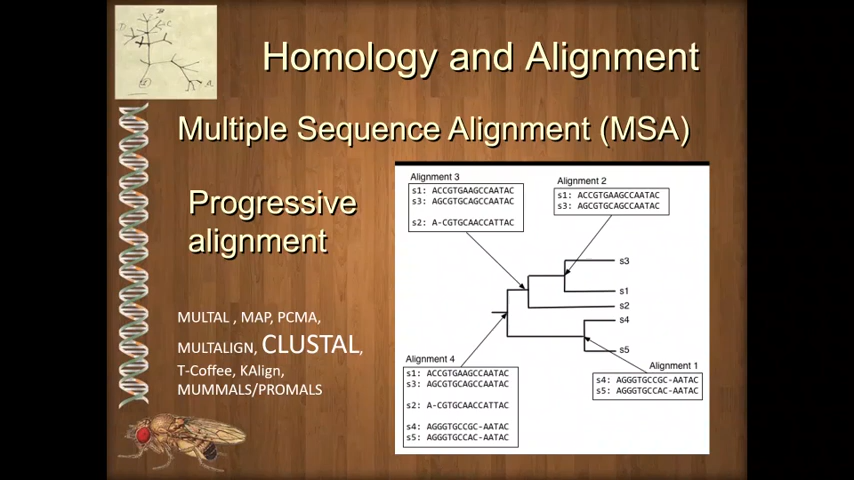 Homology and Alignment
Multiple Sequence Alignment (MSA)
Progressive
alignment
MULTAL , MAP, PCMA,
MULTALIGN, CLUSTAL,
T-Coffee, KAlign,
MUMMALS/PROMALS
Alignment 3
s1: ACCGTGAAGCCAATAC
s3: AGCGTGCAGCCAATAC
s2: A-CGTGCAACCATTAC
Alignment 2
s1: ACCGTGAAGCCAATAC
s3: AGCGTGCAGCCAATAC
s3
s1
s2
s4
s5
Alignment 4
s1: ACCGTGAAGCCAATAC
s3: AGCGTGCAGCCAATAC
s2: A-CGTGCAACCATTAC
s4: AGGGTGCCGC-AATAC
s5: AGGGTGCCAC-AATAC
Alignment 1
s4: AGGGTGCCGC-AATAC
s5: AGGGTGCCAC-AATAC